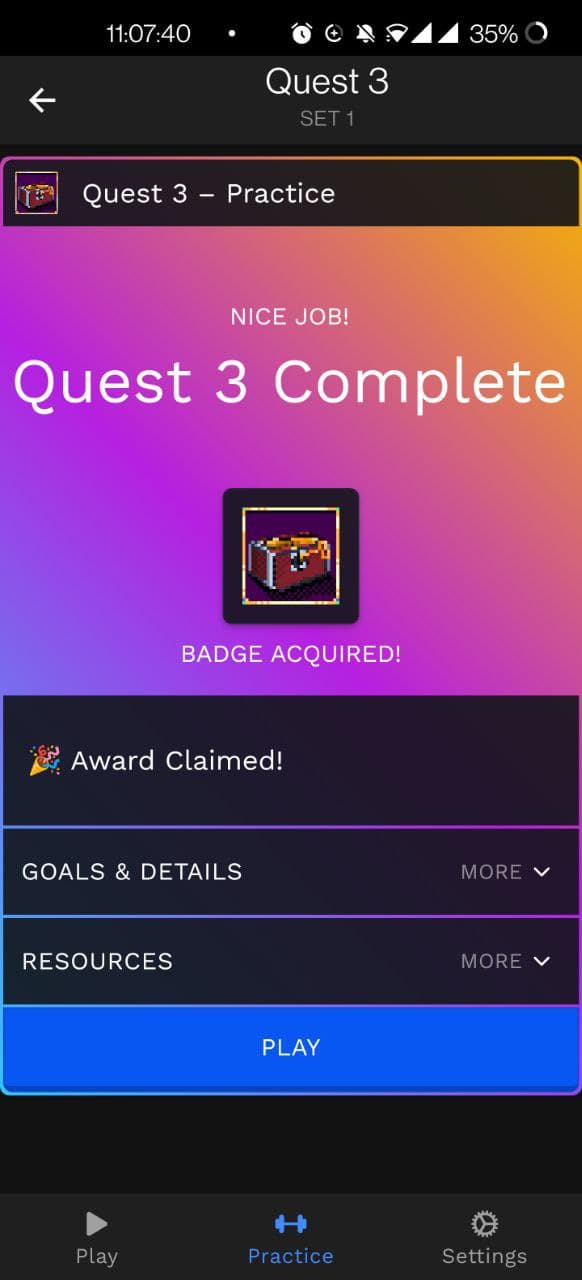 11:07:40
35%
Quest 3
SET 1
Quest 3 – Practice
NICE JOB!
Quest 3 Complete
BADGE ACQUIRED!
Award Claimed!
GOALS & DETAILS MORE
RESOURCES MORE
PLAY
Play Practice Settings